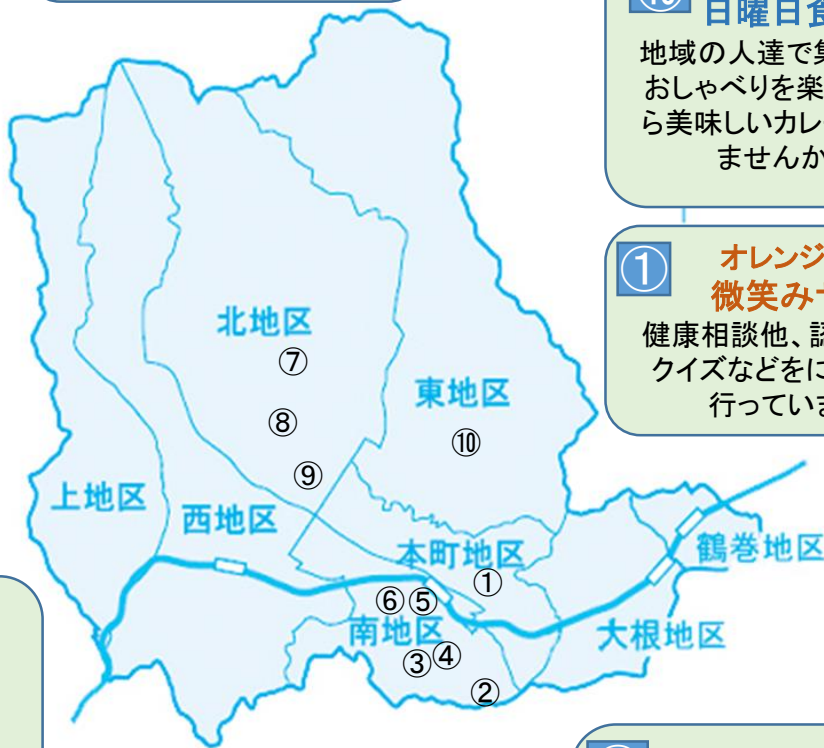 日曜日食
地域の人達で集
おしゃべりを楽
ら美味しいカレ
ませんか
①
オレンジ
微笑み
健康相談他、認
クイズなどをに
行ってい
北地区
⑦
東地区
⑧
⑩
⑨
上地区
西地区
本町地区
鶴巻地区
①
⑥⑤
南地区
大根地区
③④
②